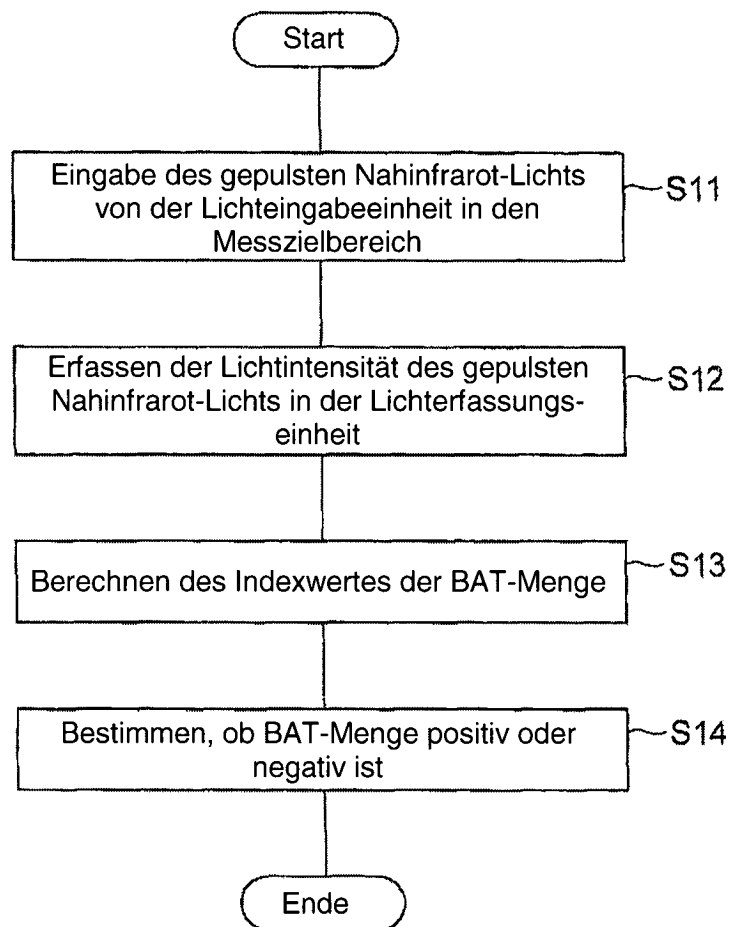 Start
Eingabe des gepulsten Nahinfrarot-Lichts
von der Lichteingabeeinheit in den
Messzielbereich
S11
Erfassen der Lichtintensität des gepulsten
Nahinfrarot-Lichts in der Lichterfassungs-
einheit
S12
Berechnen des Indexwertes der BAT-Menge
S13
Bestimmen, ob BAT-Menge positiv oder
negativ ist
S14
Ende